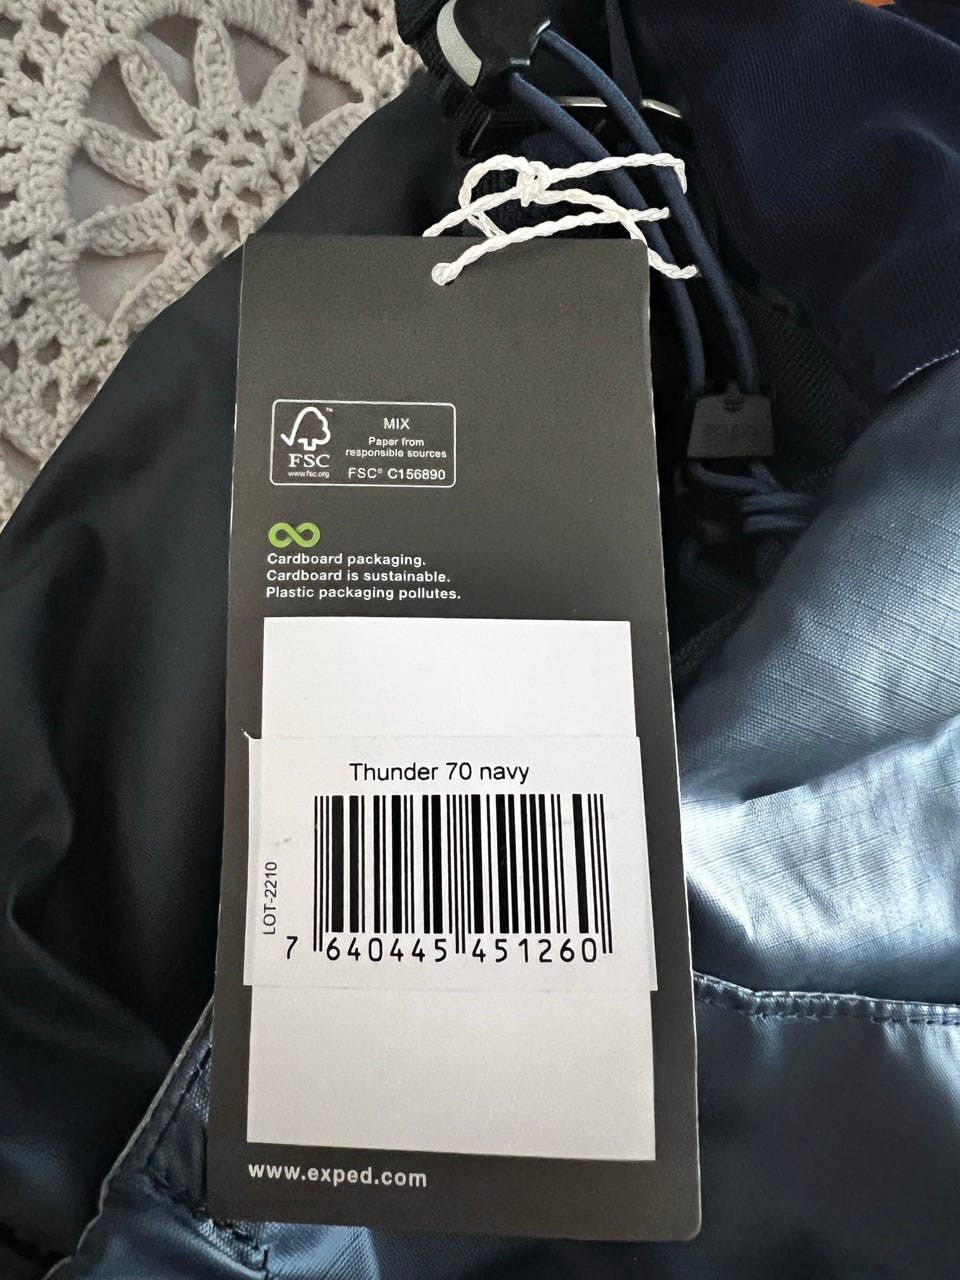 MIX
Paper from
responsible sources
FSC® C156890
FSC™
www.fsc.org
Cardboard packaging.
Cardboard is sustainable.
Plastic packaging pollutes.
Thunder 70 navy
LOT-2210
7 640445 451260
www.exped.com